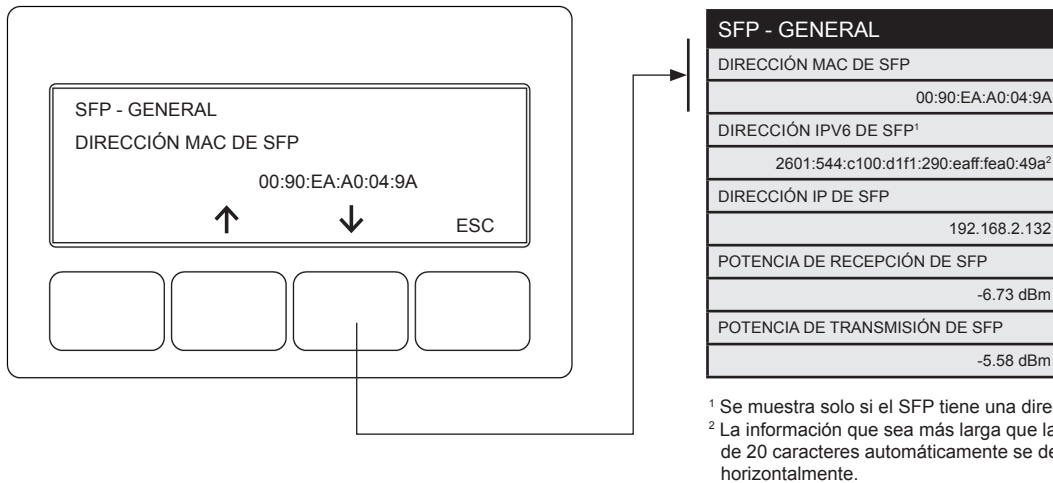 SFP - GENERAL
DIRECCIÓN MAC DE SFP
00:90:EA:A0:04:9A
ESC
SFP - GENERAL
DIRECCIÓN MAC DE SFP
00:90:EA:A0:04:9A
DIRECCIÓN IPV6 DE SFP¹
2601:544:c100:d1f1:290:eaff:fea0:49a²
DIRECCIÓN IP DE SFP
192.168.2.132
POTENCIA DE RECEPCIÓN DE SFP
-6.73 dBm
POTENCIA DE TRANSMISIÓN DE SFP
-5.58 dBm
¹ Se muestra solo si el SFP tiene una
² La información que sea más larga que
de 20 caracteres automáticamente se
horizontalmente.